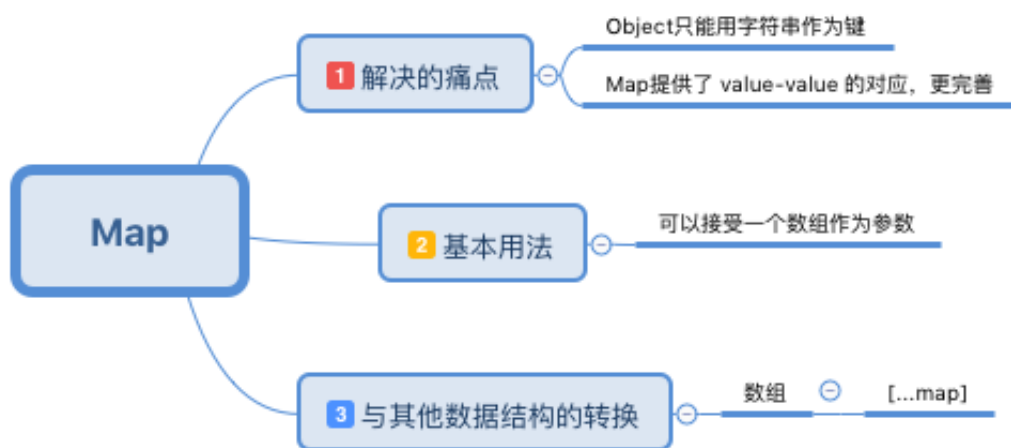 Map
1 解决的痛点
Object只能用字符串作为键
Map提供了 value-value 的对应，更完善
2 基本用法
可以接受一个数组作为参数
3 与其他数据结构的转换
数组
[...map]